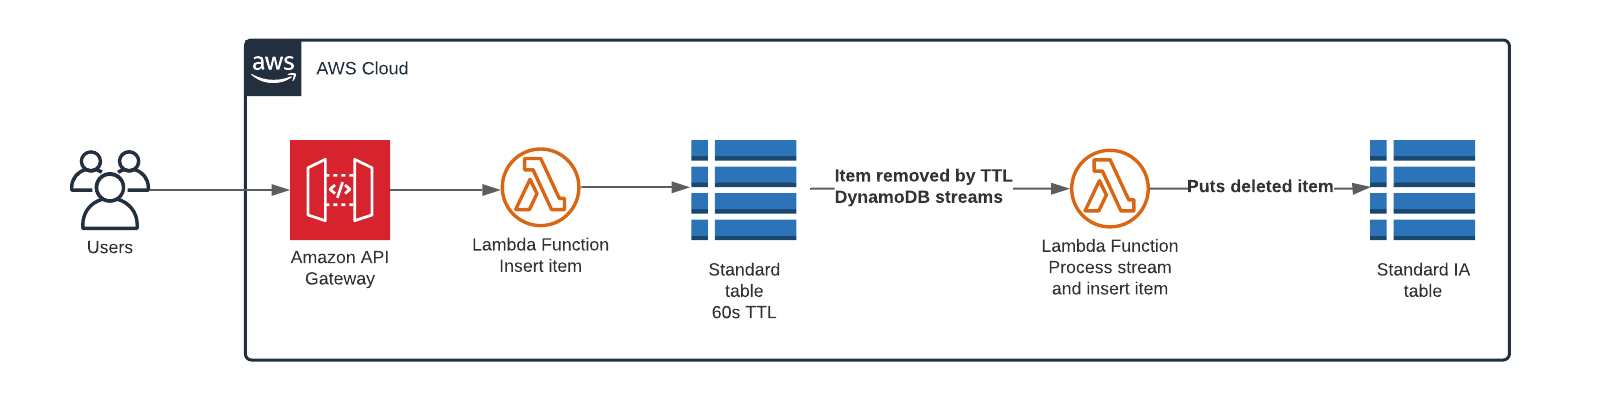 aws
AWS Cloud
Users
Amazon API
Gateway
</>
Lambda Function
Insert item
Standard
table
60s TTL
Item removed by TTL
DynamoDB streams
Lambda Function
Process stream
and insert item
Puts deleted item
Standard IA
table